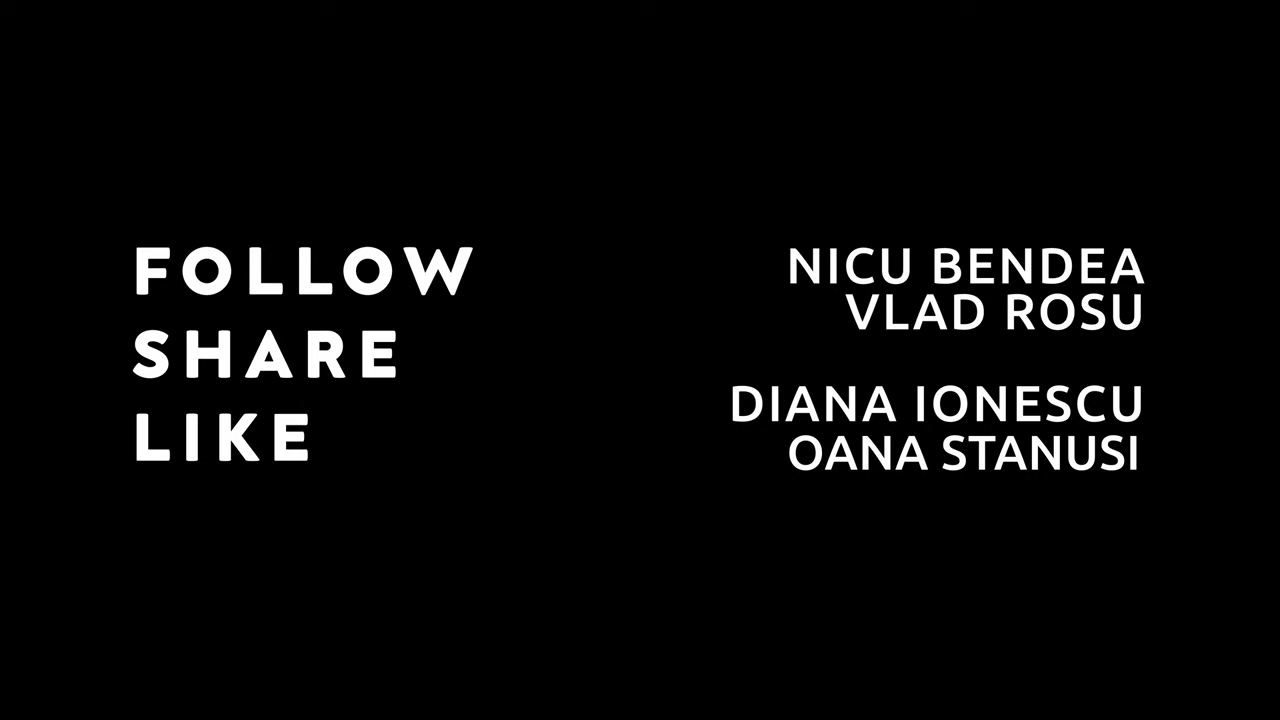 FOLLOW
SHARE
LIKE
NICU BENDEA
VLAD ROSU
DIANA IONESCU
OANA STANUSI